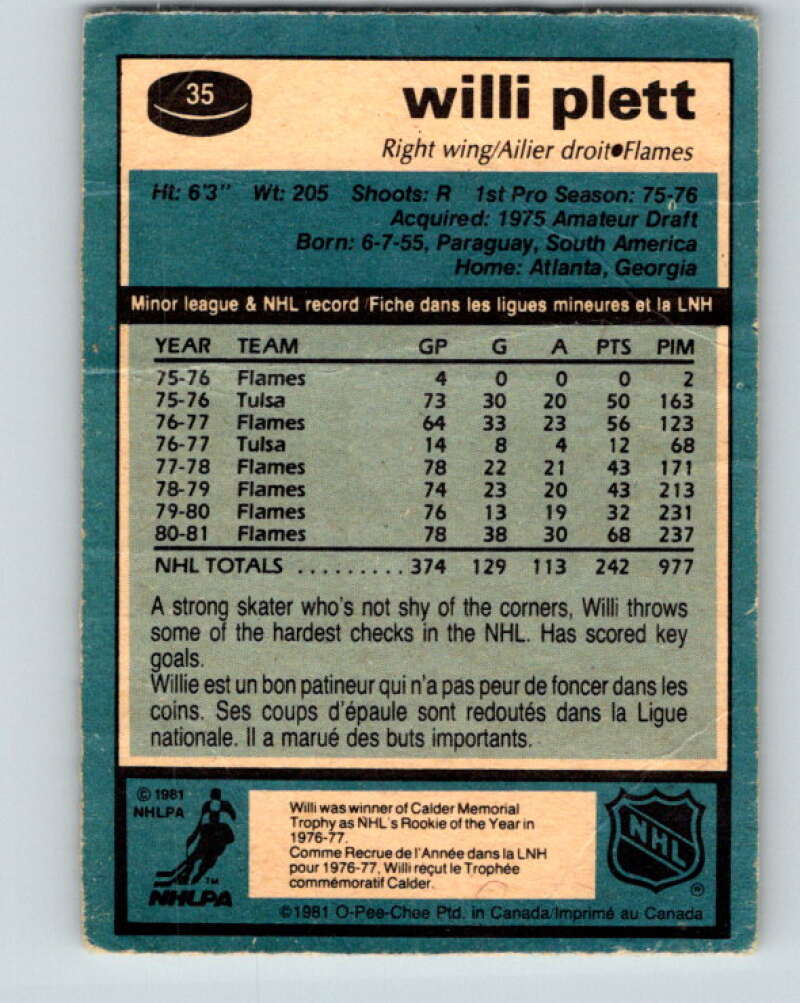 35
willi plett
Right wing/Ailier droit●Flames
Ht: 6'3" Wt: 205 Shoots: R 1st Pro Season: 75-76
Acquired: 1975 Amateur Draft
Born: 6-7-55, Paraguay, South America
Home: Atlanta, Georgia
Minor league & NHL record/Fiche dans les ligues mineures et la LNH
YEAR TEAM GP G A PTS PIM
75-76 Flames 4 0 0 0 2
75-76 Tulsa 73 30 20 50 163
76-77 Flames 64 33 23 56 123
76-77 Tulsa 14 8 4 12 68
77-78 Flames 78 22 21 43 171
78-79 Flames 74 23 20 43 213
79-80 Flames 76 13 19 32 231
80-81 Flames 78 38 30 68 237
NHL TOTALS ......... 374 129 113 242 977
A strong skater who's not shy of the corners, Willi throws
some of the hardest checks in the NHL. Has scored key
goals.
Willie est un bon patineur qui n'a pas peur de foncer dans les
coins. Ses coups d'épaule sont redoutés dans la Ligue
nationale. Il a marué des buts importants.
© 1981
NHLPA
TM
NHLPA
Willi was winner of Calder Memorial
Trophy as NHL's Rookie of the Year in
1976-77.
Comme Recrue de l'Année dans la LNH
pour 1976-77, Willi reçut le Trophée
commémoratif Calder.
NHL
®
©1981 O-Pee-Chee Ptd. in Canada/Imprimé au Canada